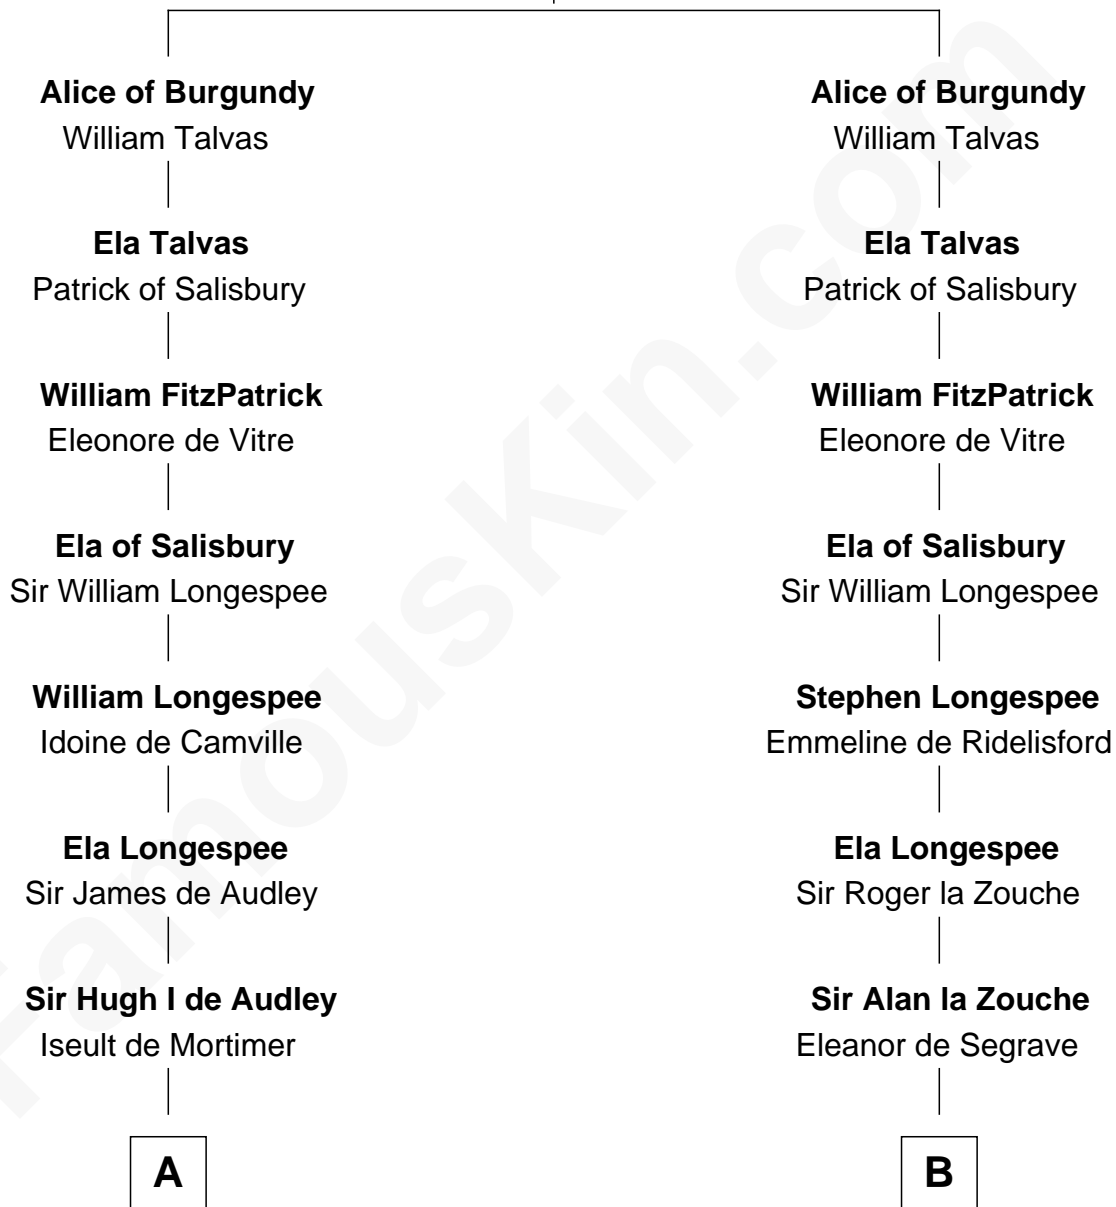 Alice of Burgundy
William Talvas
Ela Talvas
Patrick of Salisbury
William FitzPatrick
Eleonore de Vitre
Ela of Salisbury
Sir William Longespee
William Longespee
Idoine de Camville
Ela Longespee
Sir James de Audley
Sir Hugh I de Audley
Iseult de Mortimer
A
Alice of Burgundy
William Talvas
Ela Talvas
Patrick of Salisbury
William FitzPatrick
Eleonore de Vitre
Ela of Salisbury
Sir William Longespee
Stephen Longespee
Emmeline de Ridelisford
Ela Longespee
Sir Roger la Zouche
Sir Alan la Zouche
Eleanor de Segrave
B
FamousKin.com